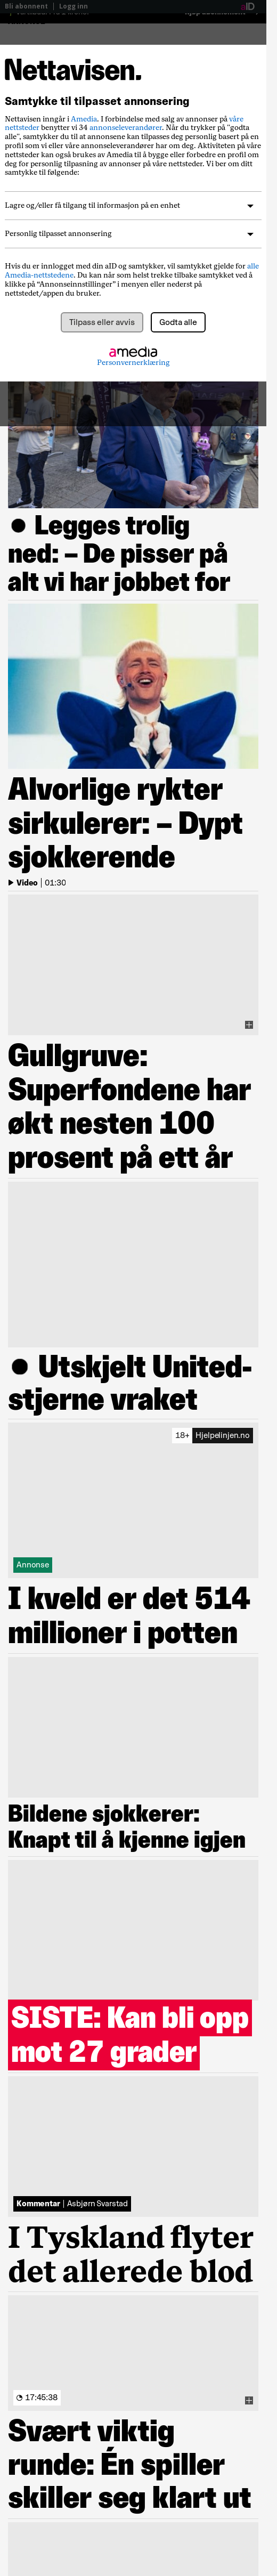 Bli abonnent | Logg inn
aID
Nettavisen.
Samtykke til tilpasset annonsering
Nettavisen inngår i Amedia. I forbindelse med salg av annonser på våre
nettsteder benytter vi 34 annonseleverandører. Når du trykker på "godta
alle", samtykker du til at annonsene kan tilpasses deg personlig basert på en
profil som vi eller våre annonseleverandører har om deg. Aktiviteten på våre
nettsteder kan også brukes av Amedia til å bygge eller forbedre en profil om
deg for personlig tilpasning av annonser på våre nettsteder. Vi ber om ditt
samtykke til følgende:
Lagre og/eller få tilgang til informasjon på en enhet
Personlig tilpasset annonsering
Hvis du er innlogget med din aID og samtykker, vil samtykket gjelde for alle
Amedia-nettstedene. Du kan når som helst trekke tilbake samtykket ved å
klikke på “Annonseinnstillinger” i menyen eller nederst på
nettstedet/appen du bruker.
Tilpass eller avvis
Godta alle
amedia
Personvernerklæring
Legges trolig
ned: – De pisser på
alt vi har jobbet for
Alvorlige rykter
sirkulerer: – Dypt
sjokkerende
Video | 01:30
Gullgruve:
Superfondene har
økt nesten 100
prosent på ett år
Utskjelt United-
stjerne vraket
18+ Hjelpelinjen.no
Annonse
I kveld er det 514
millioner i potten
Bildene sjokkerer:
Knapt til å kjenne igjen
SISTE: Kan bli opp
mot 27 grader
Kommentar | Asbjørn Svarstad
I Tyskland flyter
det allerede blod
17:45:38
Svært viktig
runde: Én spiller
skiller seg klart ut